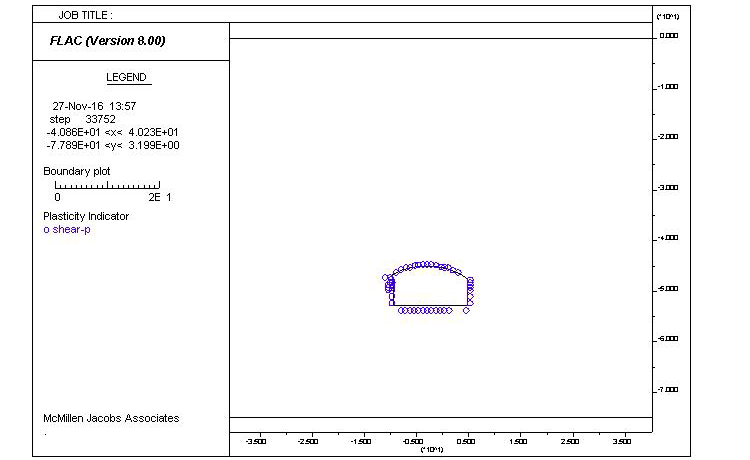 JOB TITLE :
FLAC (Version 8.00)
LEGEND
27-Nov-16 13:57
step 33752
-4.086E+01 <x< 4.023E+01
-7.789E+01 <y< 3.199E+00
Boundary plot
0 2E 1
Plasticity Indicator
o shear-p
McMillen Jacobs Associates
(*10^1)
0.000
-1.000
-2.000
-3.000
-4.000
-5.000
-6.000
-7.000
-3.500 -2.500 -1.500 -0.500 0.500 1.500 2.500 3.500
(*10^1)